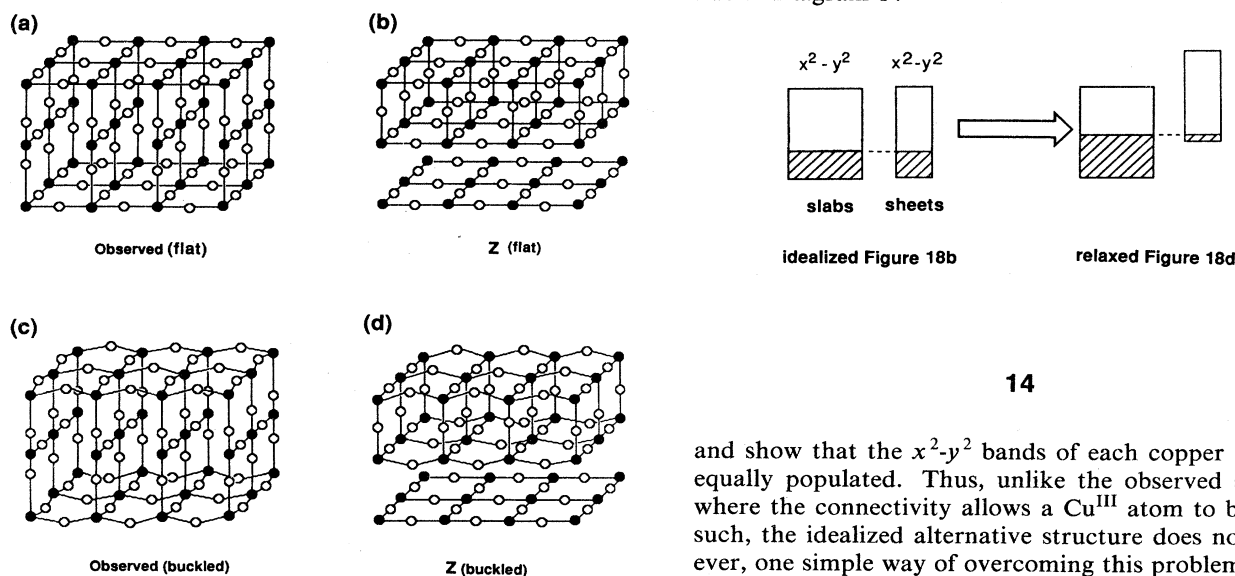 (a)
(b)
Observed (flat)
Z (flat)
(c)
(d)
Observed (buckled)
Z (buckled)
x² - y²
x² - y²
slabs
sheets
idealized Figure 18b
relaxed Figure 18d
14
and show that the x²-y² bands of each copper
equally populated. Thus, unlike the observed
where the connectivity allows a Cuᴵᴵᴵ atom to b
such, the idealized alternative structure does no
ever, one simple way of overcoming this problem